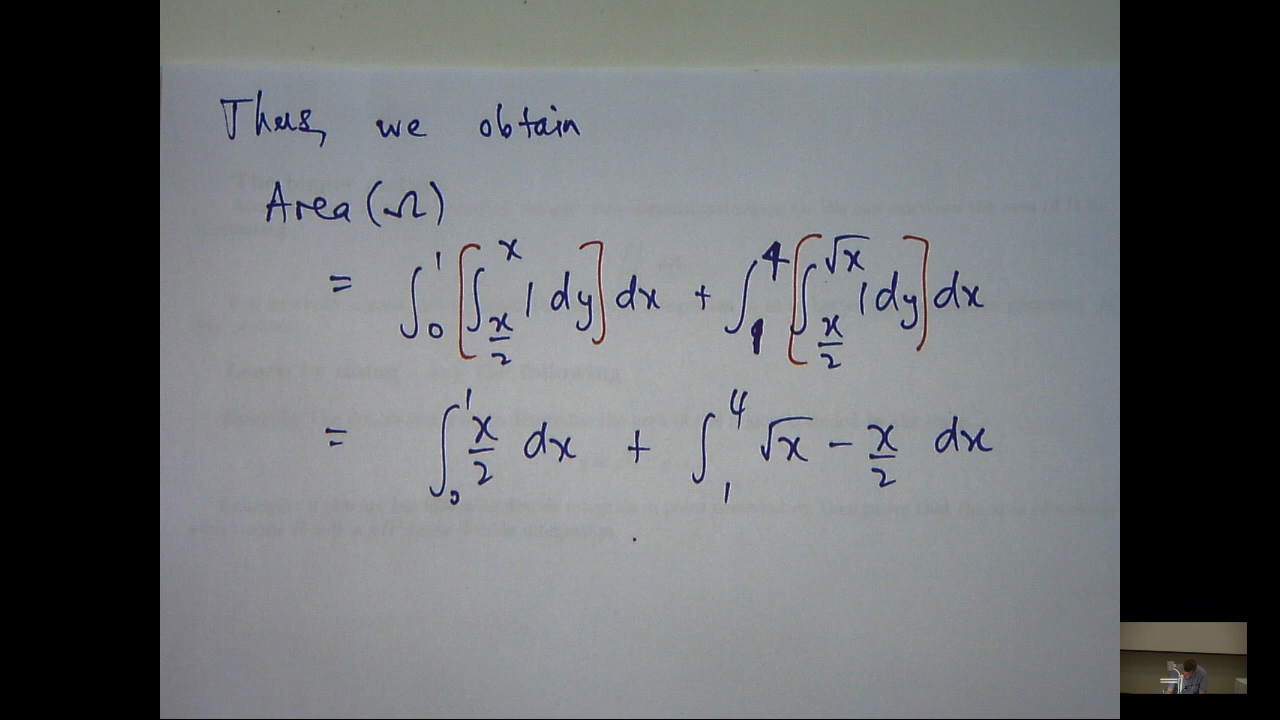 Thus, we obtain
Area (Ω)
= ∫₀¹ [∫_{x/2}^{x} 1 dy] dx + ∫₁⁴ [∫_{x/2}^{√x} 1 dy] dx
= ∫₀¹ x/2 dx + ∫₁⁴ √x − x/2 dx